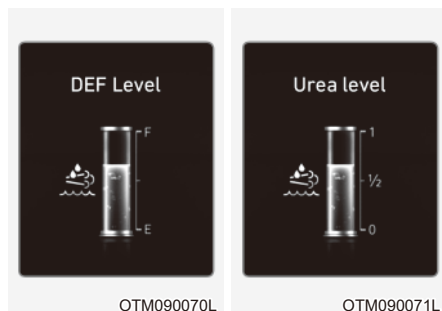 DEF Level
F
E
OTM090070L
Urea level
1
½
0
OTM090071L